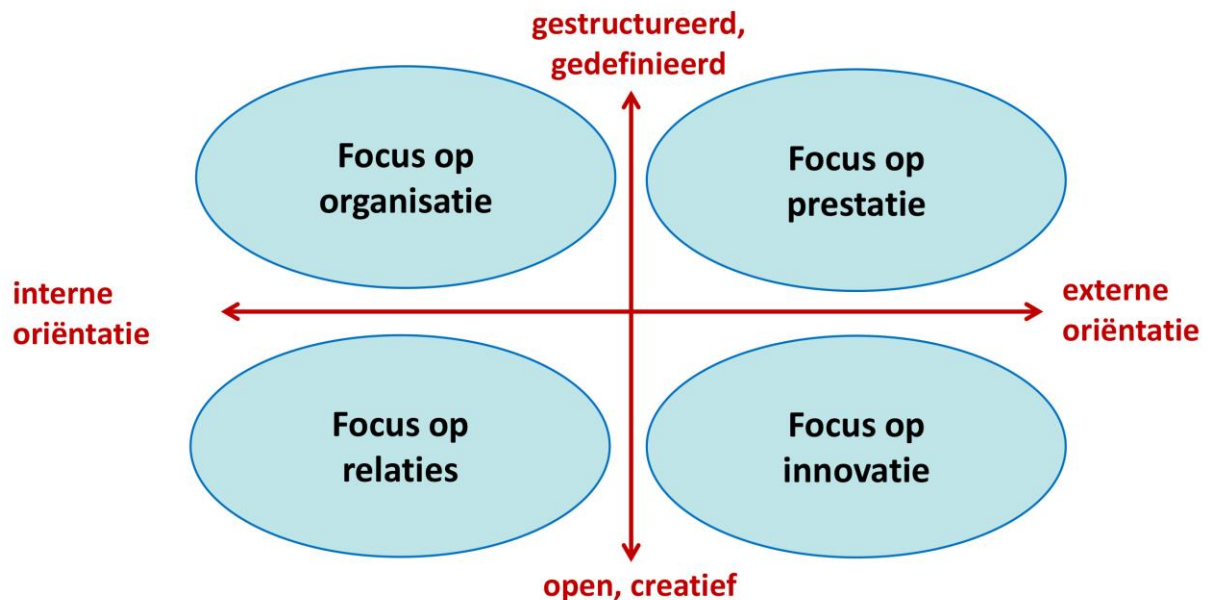 gestructureerd,
gedefinieerd
Focus op
organisatie
Focus op
prestatie
interne
oriëntatie
externe
oriëntatie
Focus op
relaties
Focus op
innovatie
open, creatief